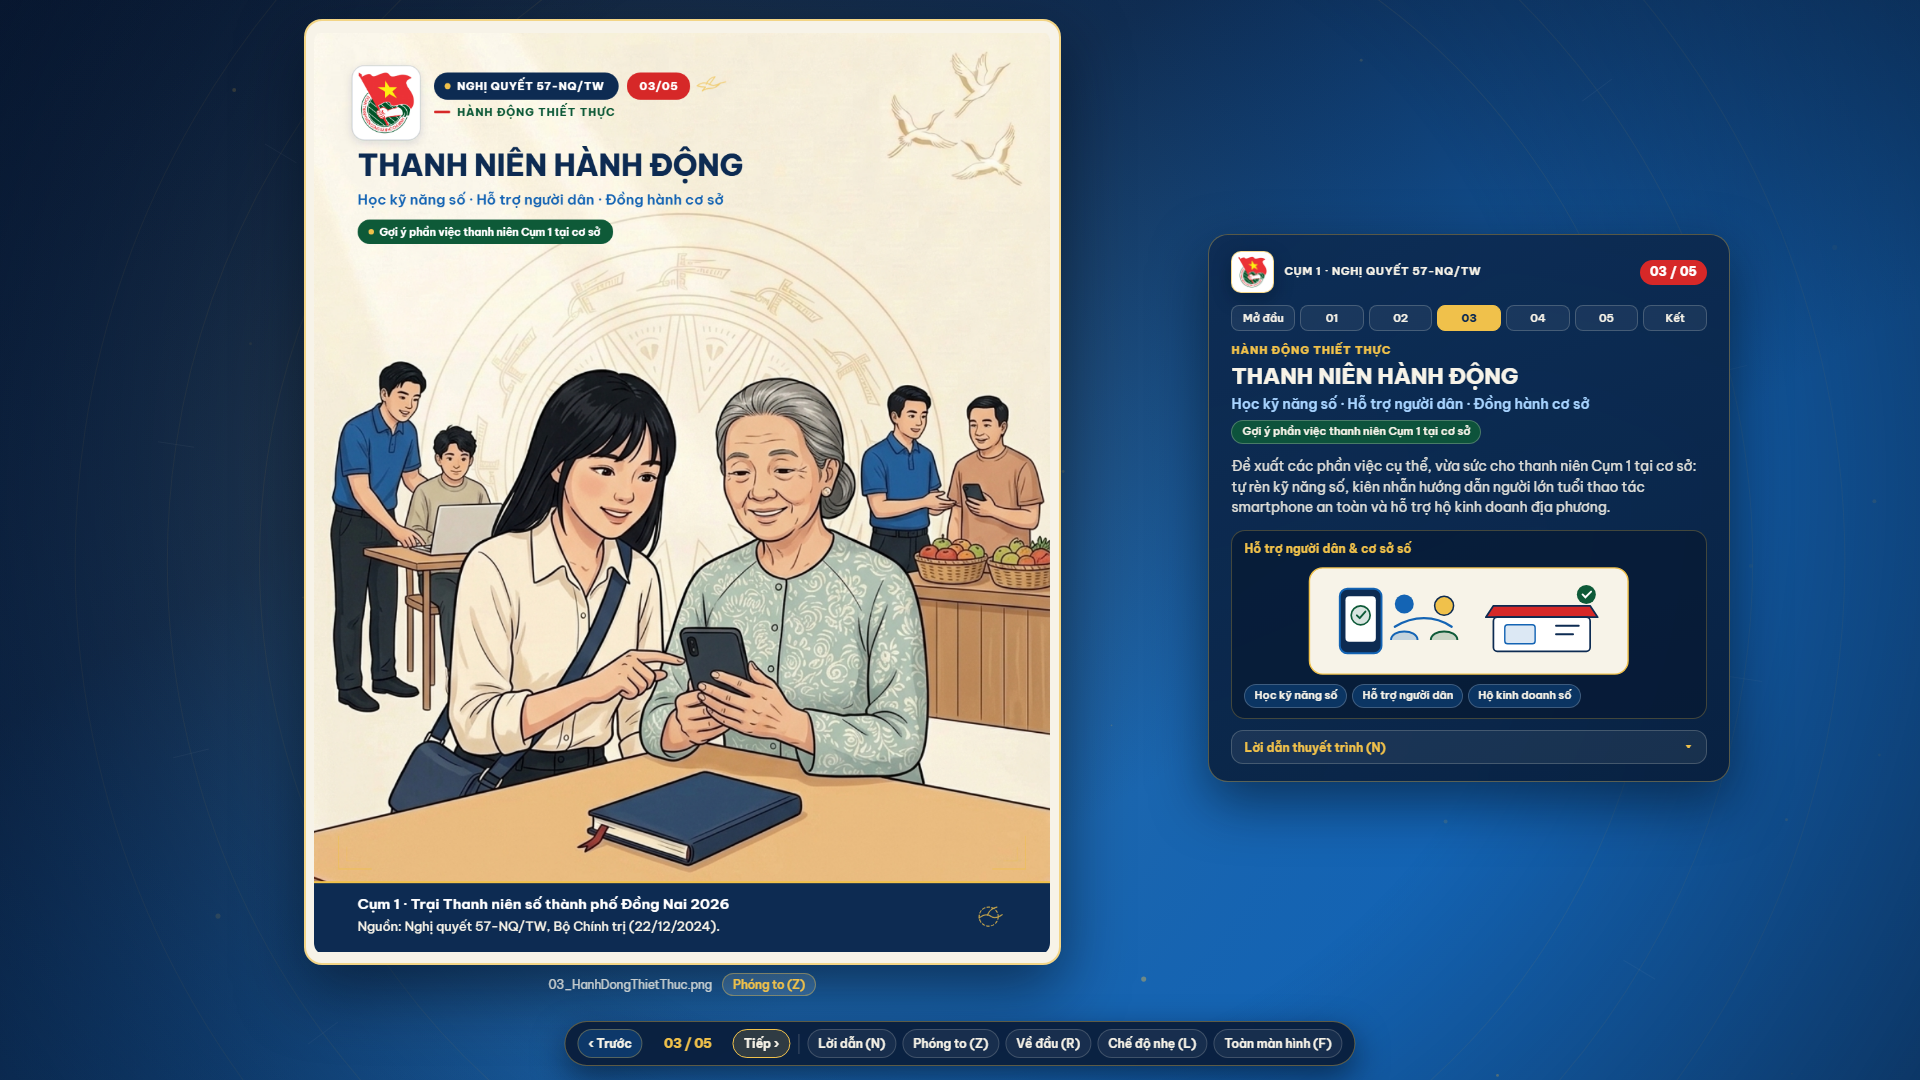 NGHỊ QUYẾT 57-NQ/TW
03/05
HÀNH ĐỘNG THIẾT THỰC
THANH NIÊN HÀNH ĐỘNG
Học kỹ năng số · Hỗ trợ người dân · Đồng hành cơ sở
Gợi ý phần việc thanh niên Cụm 1 tại cơ sở
Cụm 1 · Trại Thanh niên số thành phố Đồng Nai 2026
Nguồn: Nghị quyết 57-NQ/TW, Bộ Chính trị (22/12/2024).
03_HanhDongThietThuc.png
Phóng to (Z)
CỤM 1 · NGHỊ QUYẾT 57-NQ/TW
03 / 05
Mở đầu
01
02
03
04
05
Kết
HÀNH ĐỘNG THIẾT THỰC
THANH NIÊN HÀNH ĐỘNG
Học kỹ năng số · Hỗ trợ người dân · Đồng hành cơ sở
Gợi ý phần việc thanh niên Cụm 1 tại cơ sở
Đề xuất các phần việc cụ thể, vừa sức cho thanh niên Cụm 1 tại cơ sở:
tự rèn kỹ năng số, kiên nhẫn hướng dẫn người lớn tuổi thao tác
smartphone an toàn và hỗ trợ hộ kinh doanh địa phương.
Hỗ trợ người dân & cơ sở số
Học kỹ năng số
Hỗ trợ người dân
Hộ kinh doanh số
Lời dẫn thuyết trình (N)
‹ Trước
03 / 05
Tiếp ›
Lời dẫn (N)
Phóng to (Z)
Về đầu (R)
Chế độ nhẹ (L)
Toàn màn hình (F)